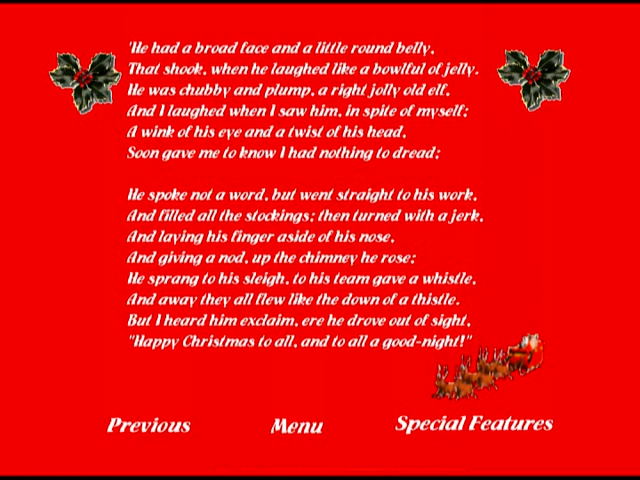 'He had a broad face and a little round belly,
That shook, when he laughed like a bowlful of jelly.
He was chubby and plump, a right jolly old elf,
And I laughed when I saw him, in spite of myself;
A wink of his eye and a twist of his head,
Soon gave me to know I had nothing to dread;

He spoke not a word, but went straight to his work,
And filled all the stockings; then turned with a jerk,
And laying his finger aside of his nose,
And giving a nod, up the chimney he rose;
He sprang to his sleigh, to his team gave a whistle,
And away they all flew like the down of a thistle.
But I heard him exclaim, ere he drove out of sight,
"Happy Christmas to all, and to all a good-night!"
Previous
Menu
Special Features